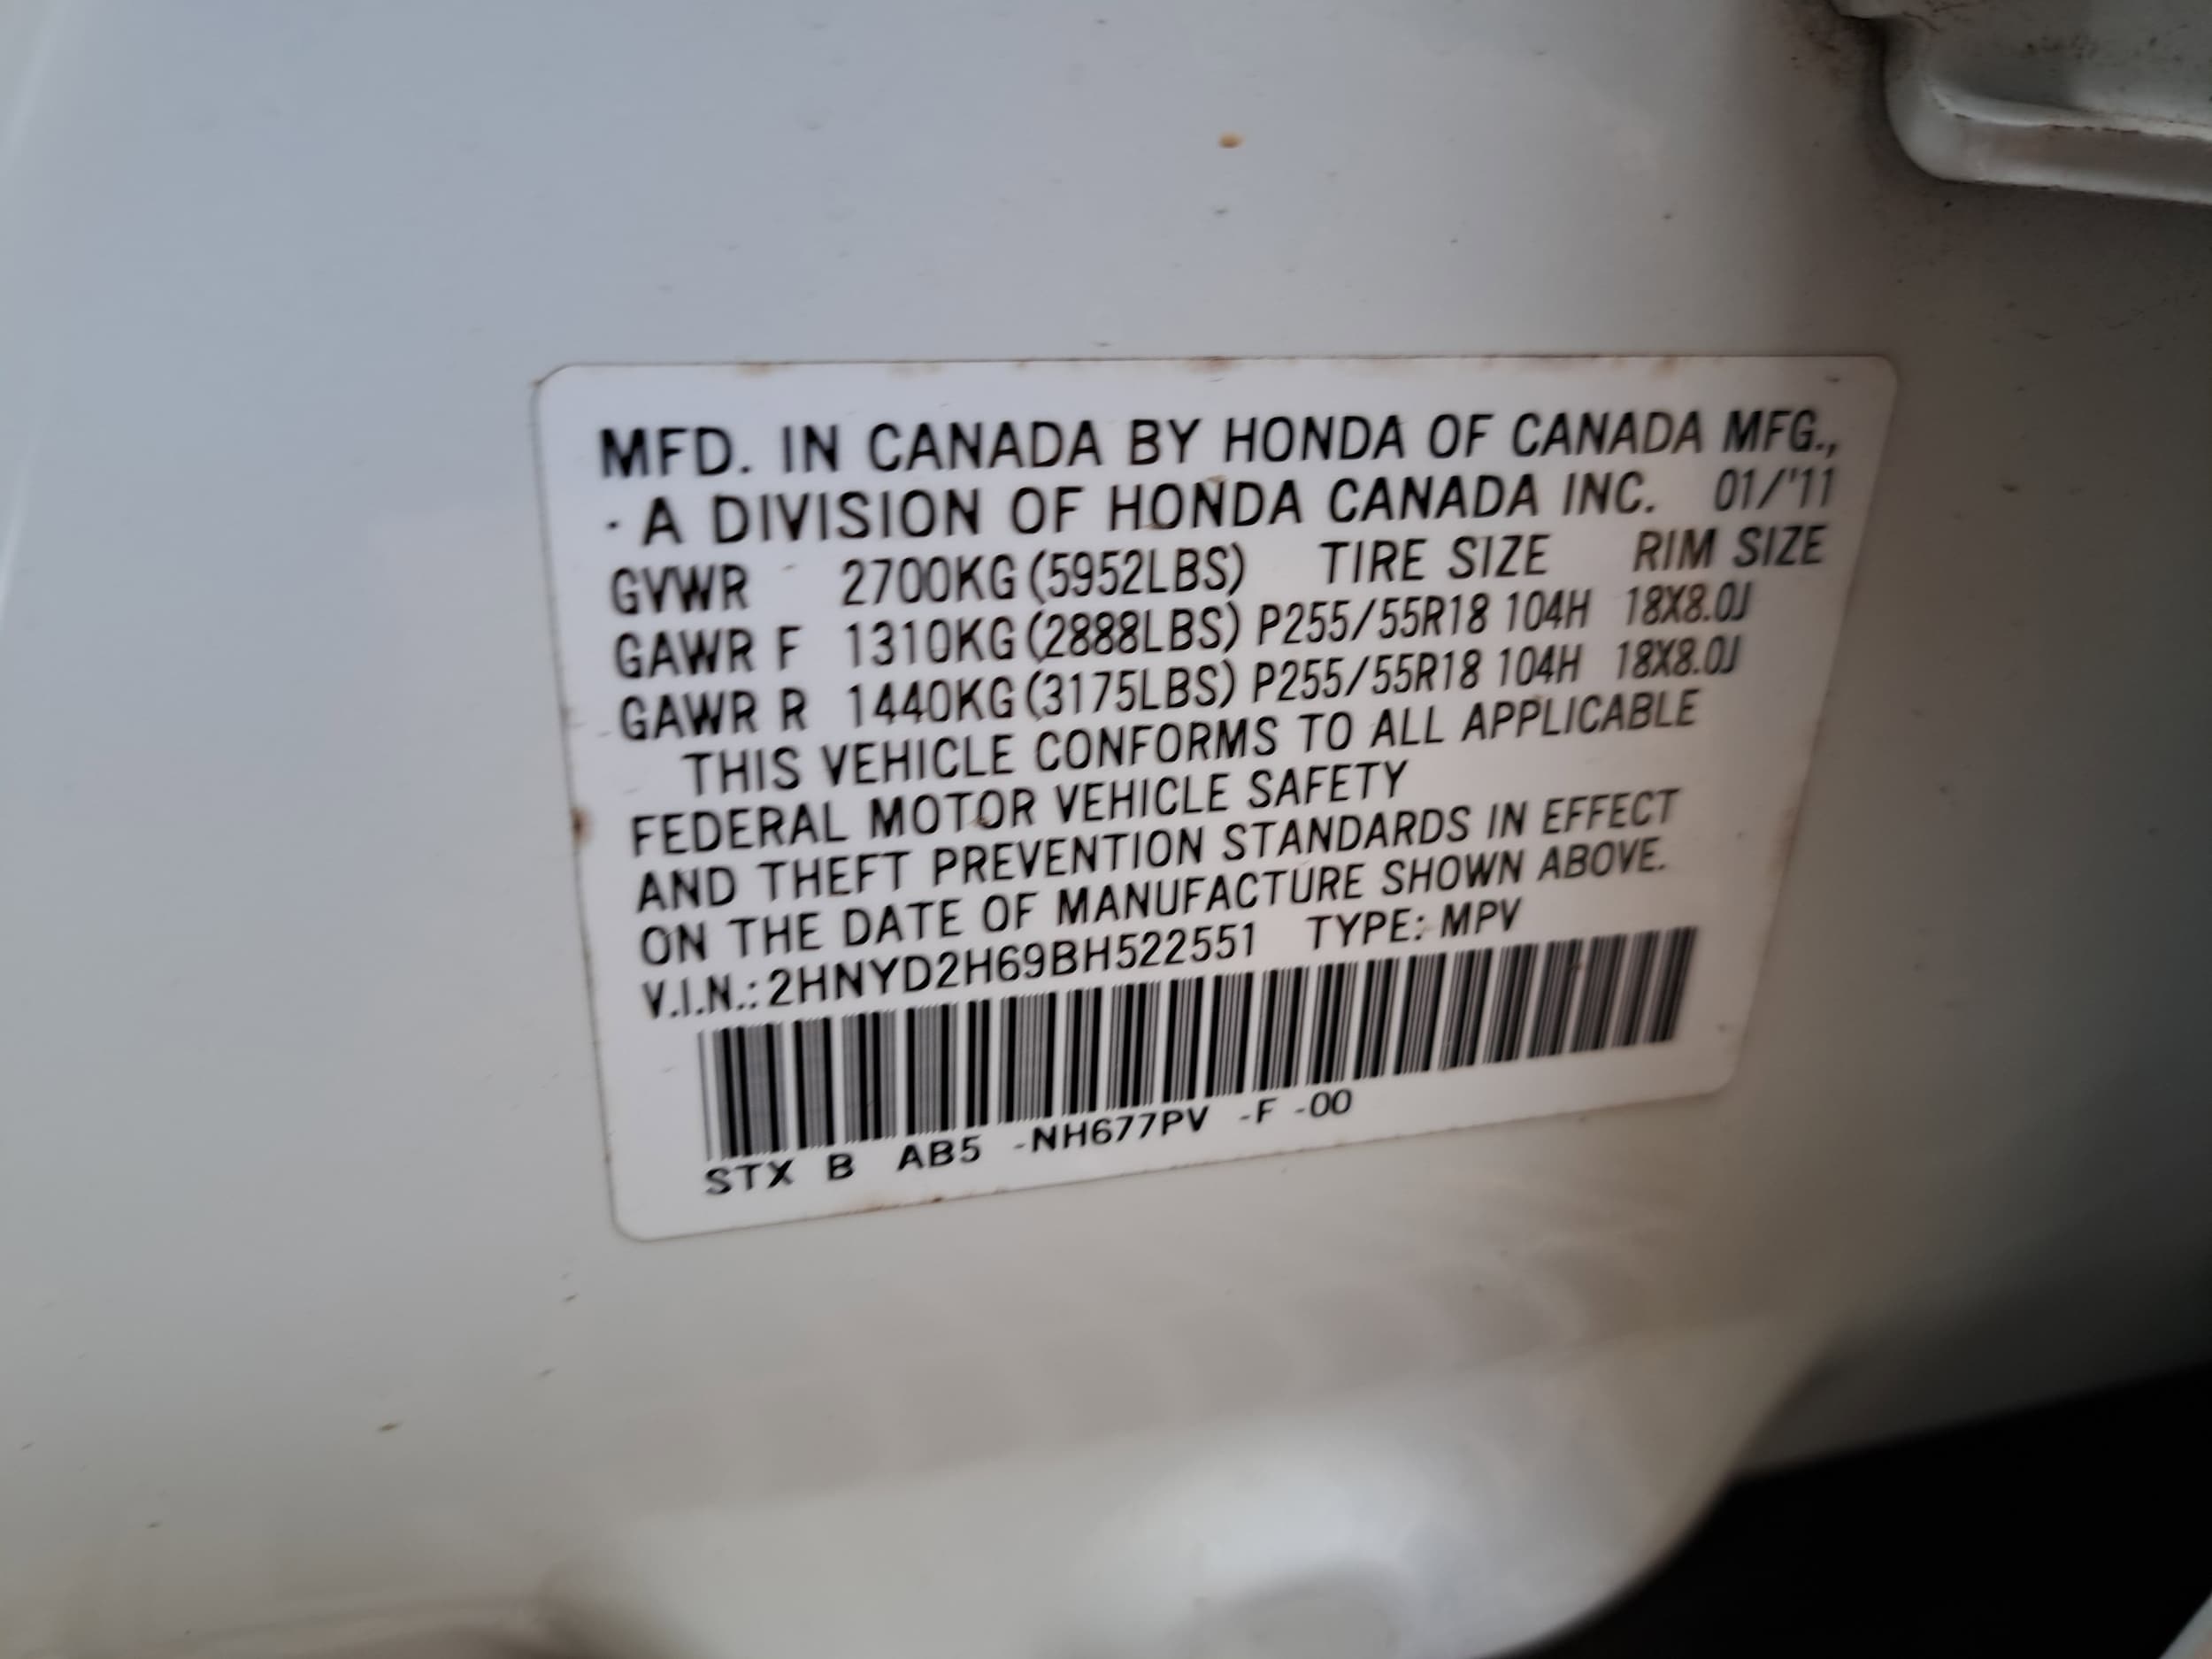 MFD. IN CANADA BY HONDA OF CANADA MFG.,
A DIVISION OF HONDA CANADA INC. 01/'11
GVWR 2700KG (5952LBS) TIRE SIZE RIM SIZE
GAWR F 1310KG (2888LBS) P255/55R18 104H 18X8.0J
GAWR R 1440KG (3175LBS) P255/55R18 104H 18X8.0J
THIS VEHICLE CONFORMS TO ALL APPLICABLE
FEDERAL MOTOR VEHICLE SAFETY
AND THEFT PREVENTION STANDARDS IN EFFECT
ON THE DATE OF MANUFACTURE SHOWN ABOVE.
V.I.N.: 2HNYD2H69BH522551 TYPE: MPV
STX B AB5 -NH677PV -F -00